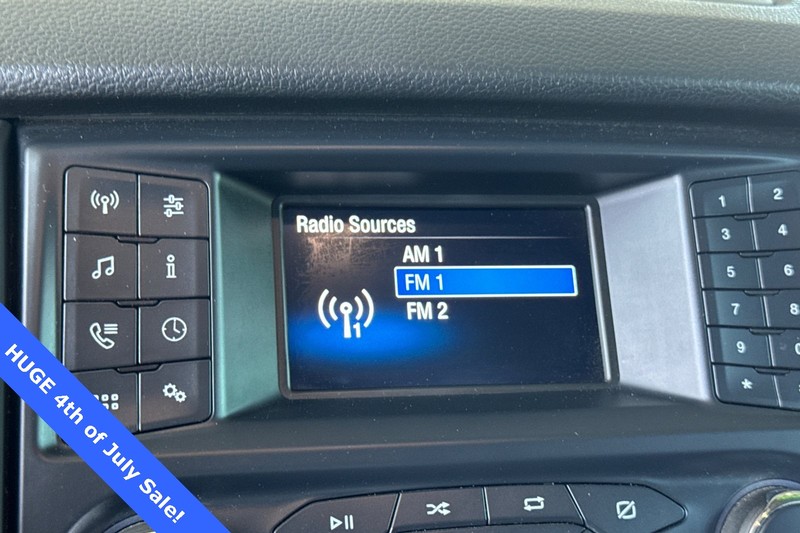 Radio Sources
AM 1
FM 1
FM 2
1
1 2
3 4
5 6
7 8
9 0
*
HUGE 4th of July Sale!